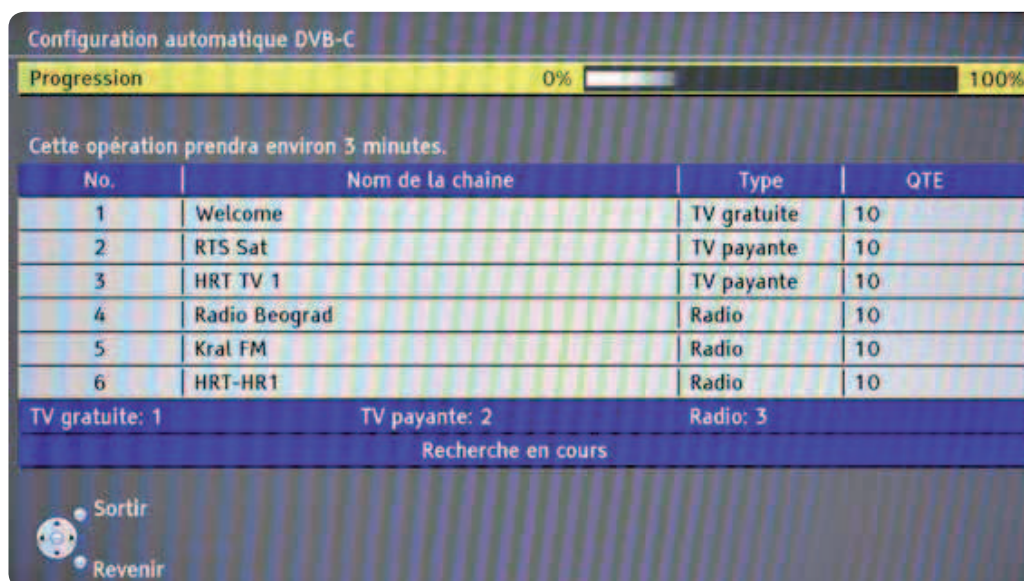 Configuration automatique DVB-C
Progression 0% 100%
Cette opération prendra environ 3 minutes.
No. Nom de la chaîne Type QTE
1 Welcome TV gratuite 10
2 RTS Sat TV payante 10
3 HRT TV 1 TV payante 10
4 Radio Beograd Radio 10
5 Kral FM Radio 10
6 HRT-HR1 Radio 10
TV gratuite: 1 TV payante: 2 Radio: 3
Recherche en cours
Sortir
Revenir